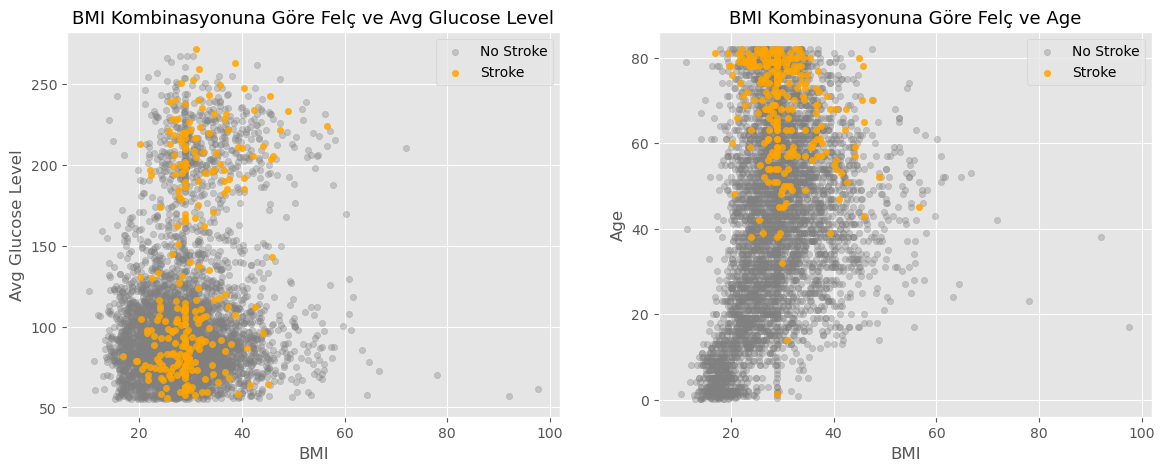 BMI Kombinasyonuna Göre Felç ve Avg Glucose Level
No Stroke
Stroke
250
200
150
100
50
Avg Glucose Level
20
40
60
80
100
BMI
BMI Kombinasyonuna Göre Felç ve Age
No Stroke
Stroke
80
60
40
20
0
Age
20
40
60
80
100
BMI